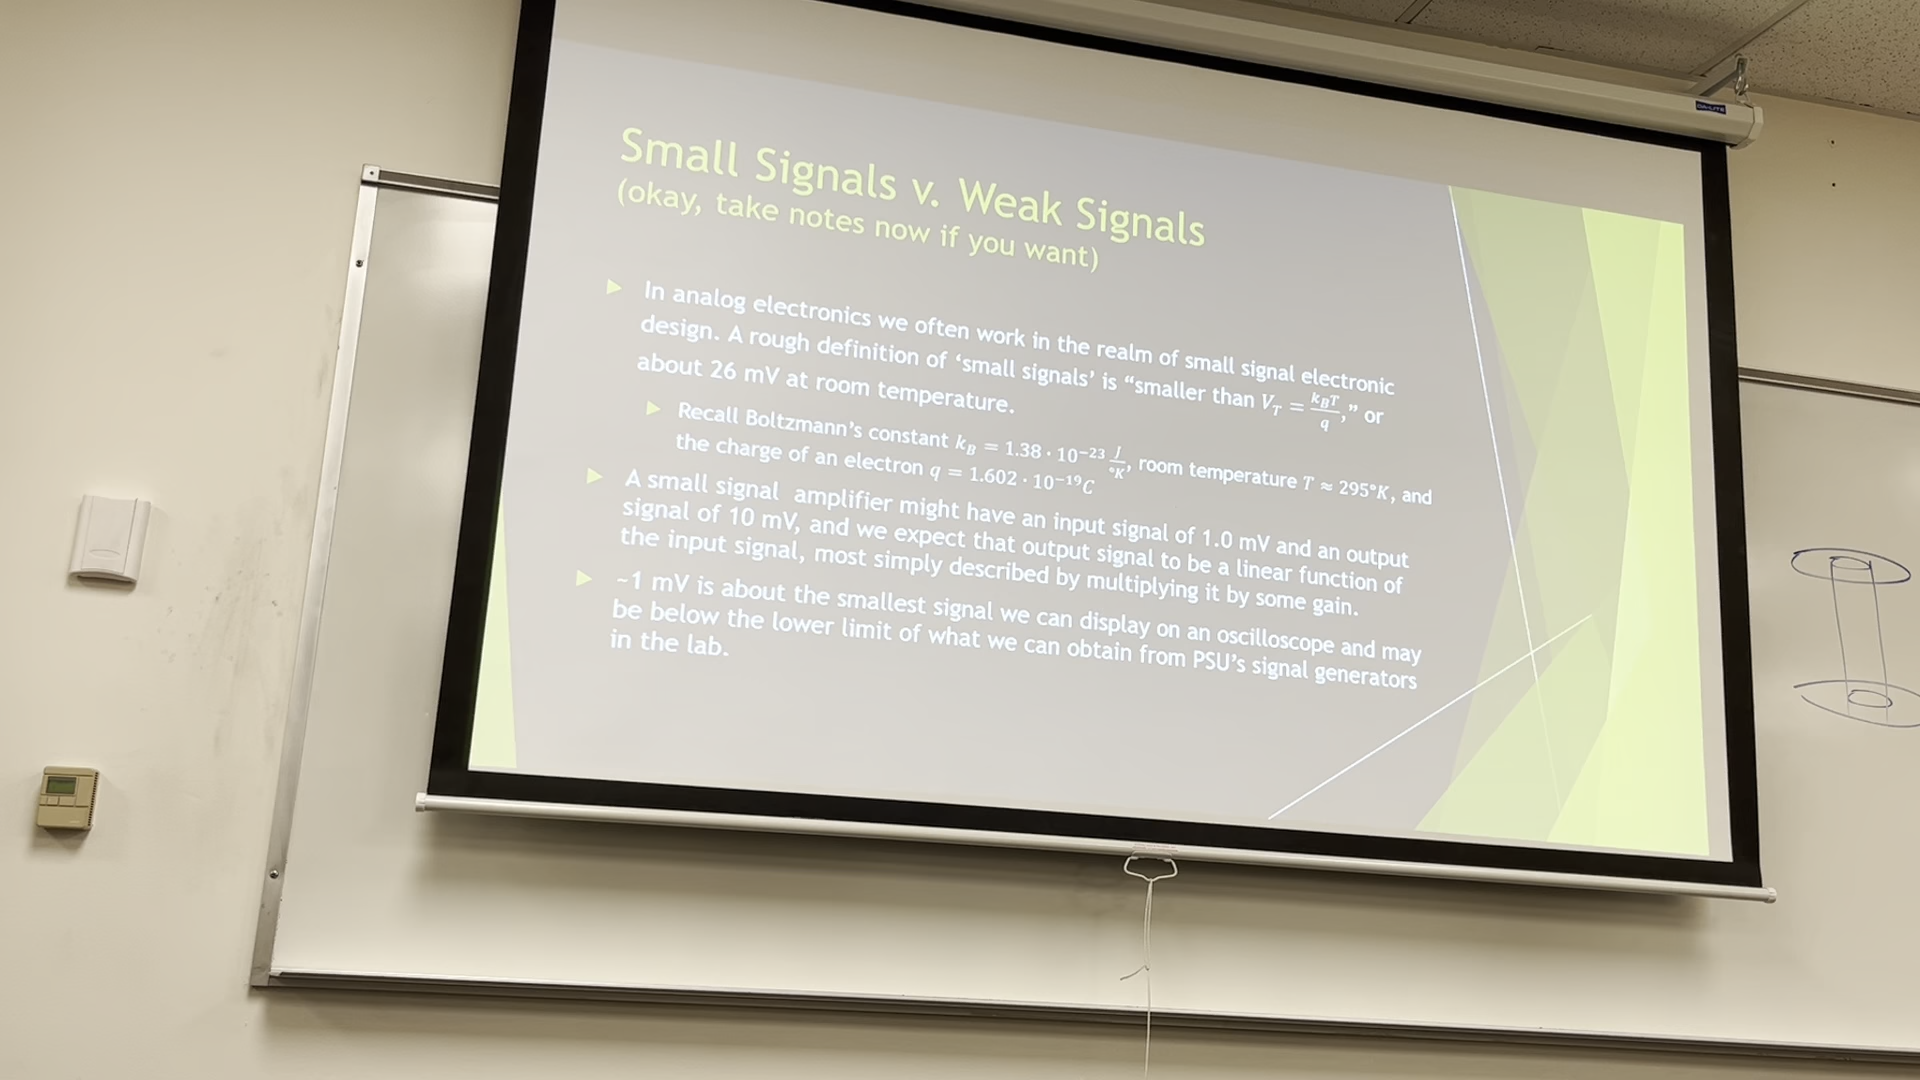 DA-LITE
Small Signals v. Weak Signals
(okay, take notes now if you want)
In analog electronics we often work in the realm of small signal electronic
design. A rough definition of ‘small signals’ is “smaller than V_T = k_BT/q,” or
about 26 mV at room temperature.
Recall Boltzmann’s constant k_B = 1.38 · 10⁻²³ J/°K, room temperature T ≈ 295°K, and
the charge of an electron q = 1.602 · 10⁻¹⁹C
A small signal amplifier might have an input signal of 1.0 mV and an output
signal of 10 mV, and we expect that output signal to be a linear function of
the input signal, most simply described by multiplying it by some gain.
~1 mV is about the smallest signal we can display on an oscilloscope and may
be below the lower limit of what we can obtain from PSU’s signal generators
in the lab.